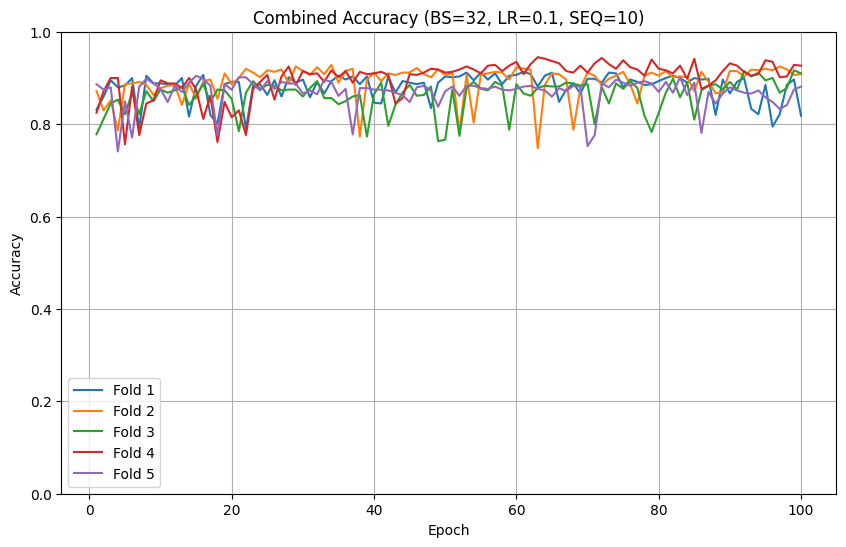 Combined Accuracy (BS=32, LR=0.1, SEQ=10)
1.0
0.8
0.6
0.4
0.2
0.0
Accuracy
Fold 1
Fold 2
Fold 3
Fold 4
Fold 5
0 20 40 60 80 100
Epoch